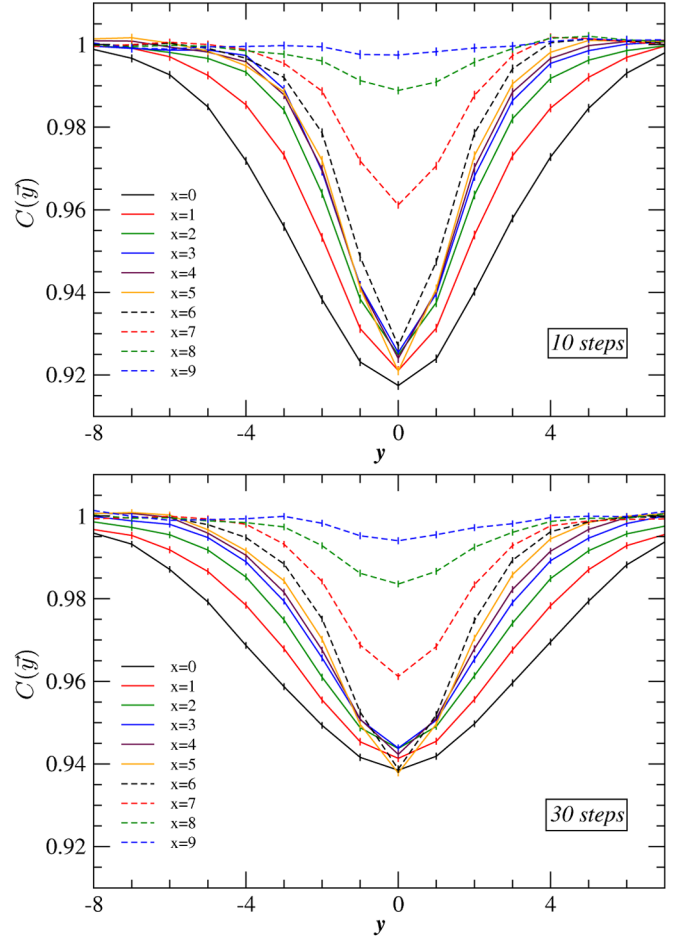 1
0.98
0.96
0.94
0.92
C(y⃗)
x=0
x=1
x=2
x=3
x=4
x=5
x=6
x=7
x=8
x=9
10 steps
-8
-4
0
4
y
1
0.98
0.96
0.94
0.92
C(y⃗)
x=0
x=1
x=2
x=3
x=4
x=5
x=6
x=7
x=8
x=9
30 steps
-8
-4
0
4
y